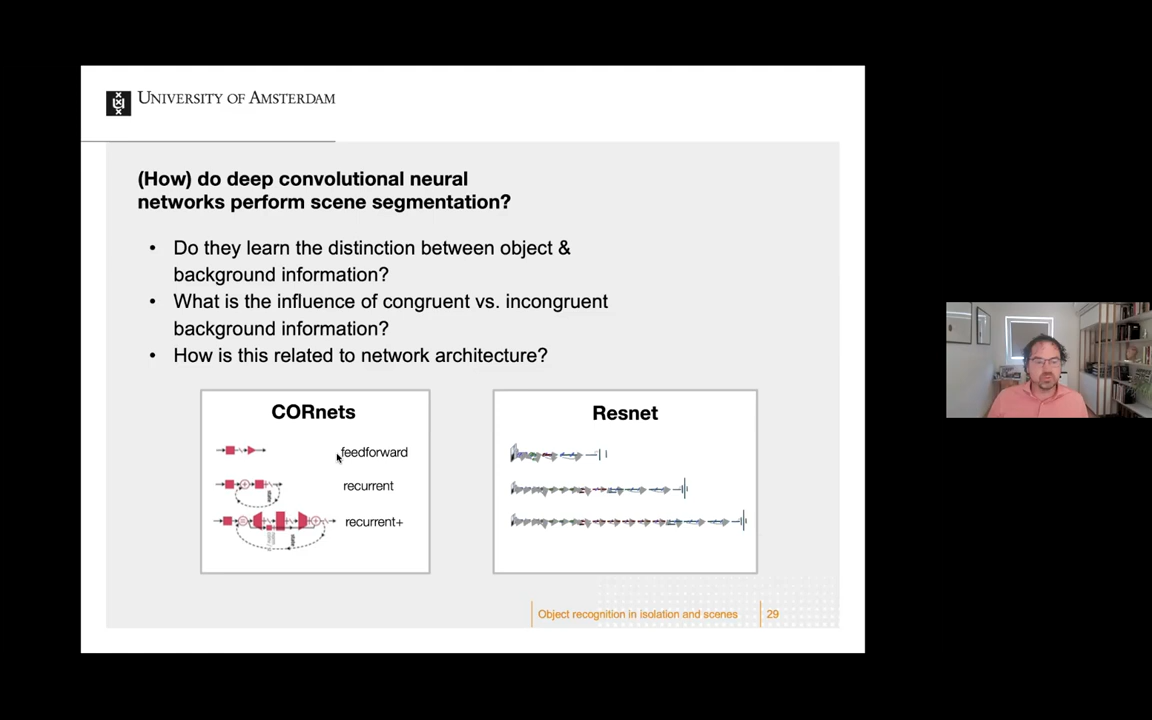 UNIVERSITY OF AMSTERDAM
(How) do deep convolutional neural
networks perform scene segmentation?
• Do they learn the distinction between object &
background information?
• What is the influence of congruent vs. incongruent
background information?
• How is this related to network architecture?
CORnets
feedforward
recurrent
recurrent+
Resnet
Object recognition in isolation and scenes
29